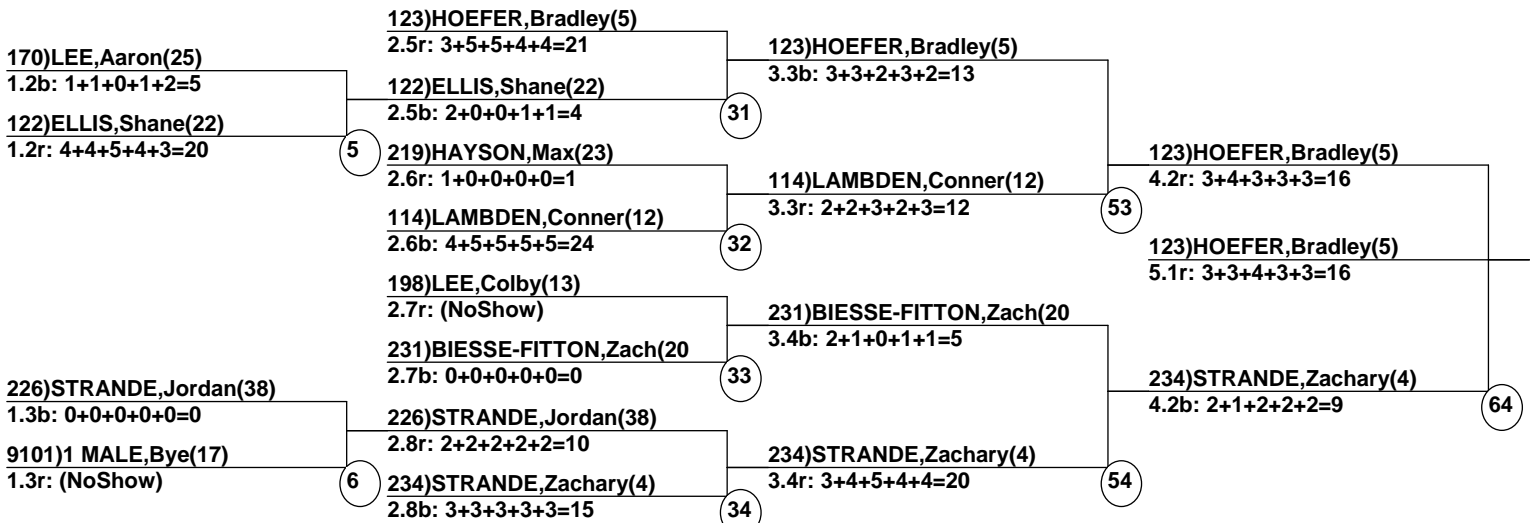 170)LEE,Aaron(25)
1.2b: 1+1+0+1+2=5
122)ELLIS,Shane(22)
1.2r: 4+4+5+4+3=20
5
226)STRANDE,Jordan(38)
1.3b: 0+0+0+0+0=0
9101)1 MALE,Bye(17)
1.3r: (NoShow)
6
123)HOEFER,Bradley(5)
2.5r: 3+5+5+4+4=21
122)ELLIS,Shane(22)
2.5b: 2+0+0+1+1=4
31
219)HAYSON,Max(23)
2.6r: 1+0+0+0+0=1
114)LAMBDEN,Conner(12)
2.6b: 4+5+5+5+5=24
32
198)LEE,Colby(13)
2.7r: (NoShow)
231)BIESSE-FITTON,Zach(20
2.7b: 0+0+0+0+0=0
33
226)STRANDE,Jordan(38)
2.8r: 2+2+2+2+2=10
234)STRANDE,Zachary(4)
2.8b: 3+3+3+3+3=15
34
123)HOEFER,Bradley(5)
3.3b: 3+3+2+3+2=13
114)LAMBDEN,Conner(12)
3.3r: 2+2+3+2+3=12
53
231)BIESSE-FITTON,Zach(20
3.4b: 2+1+0+1+1=5
234)STRANDE,Zachary(4)
3.4r: 3+4+5+4+4=20
54
123)HOEFER,Bradley(5)
4.2r: 3+4+3+3+3=16
123)HOEFER,Bradley(5)
5.1r: 3+3+4+3+3=16
234)STRANDE,Zachary(4)
4.2b: 2+1+2+2+2=9
64